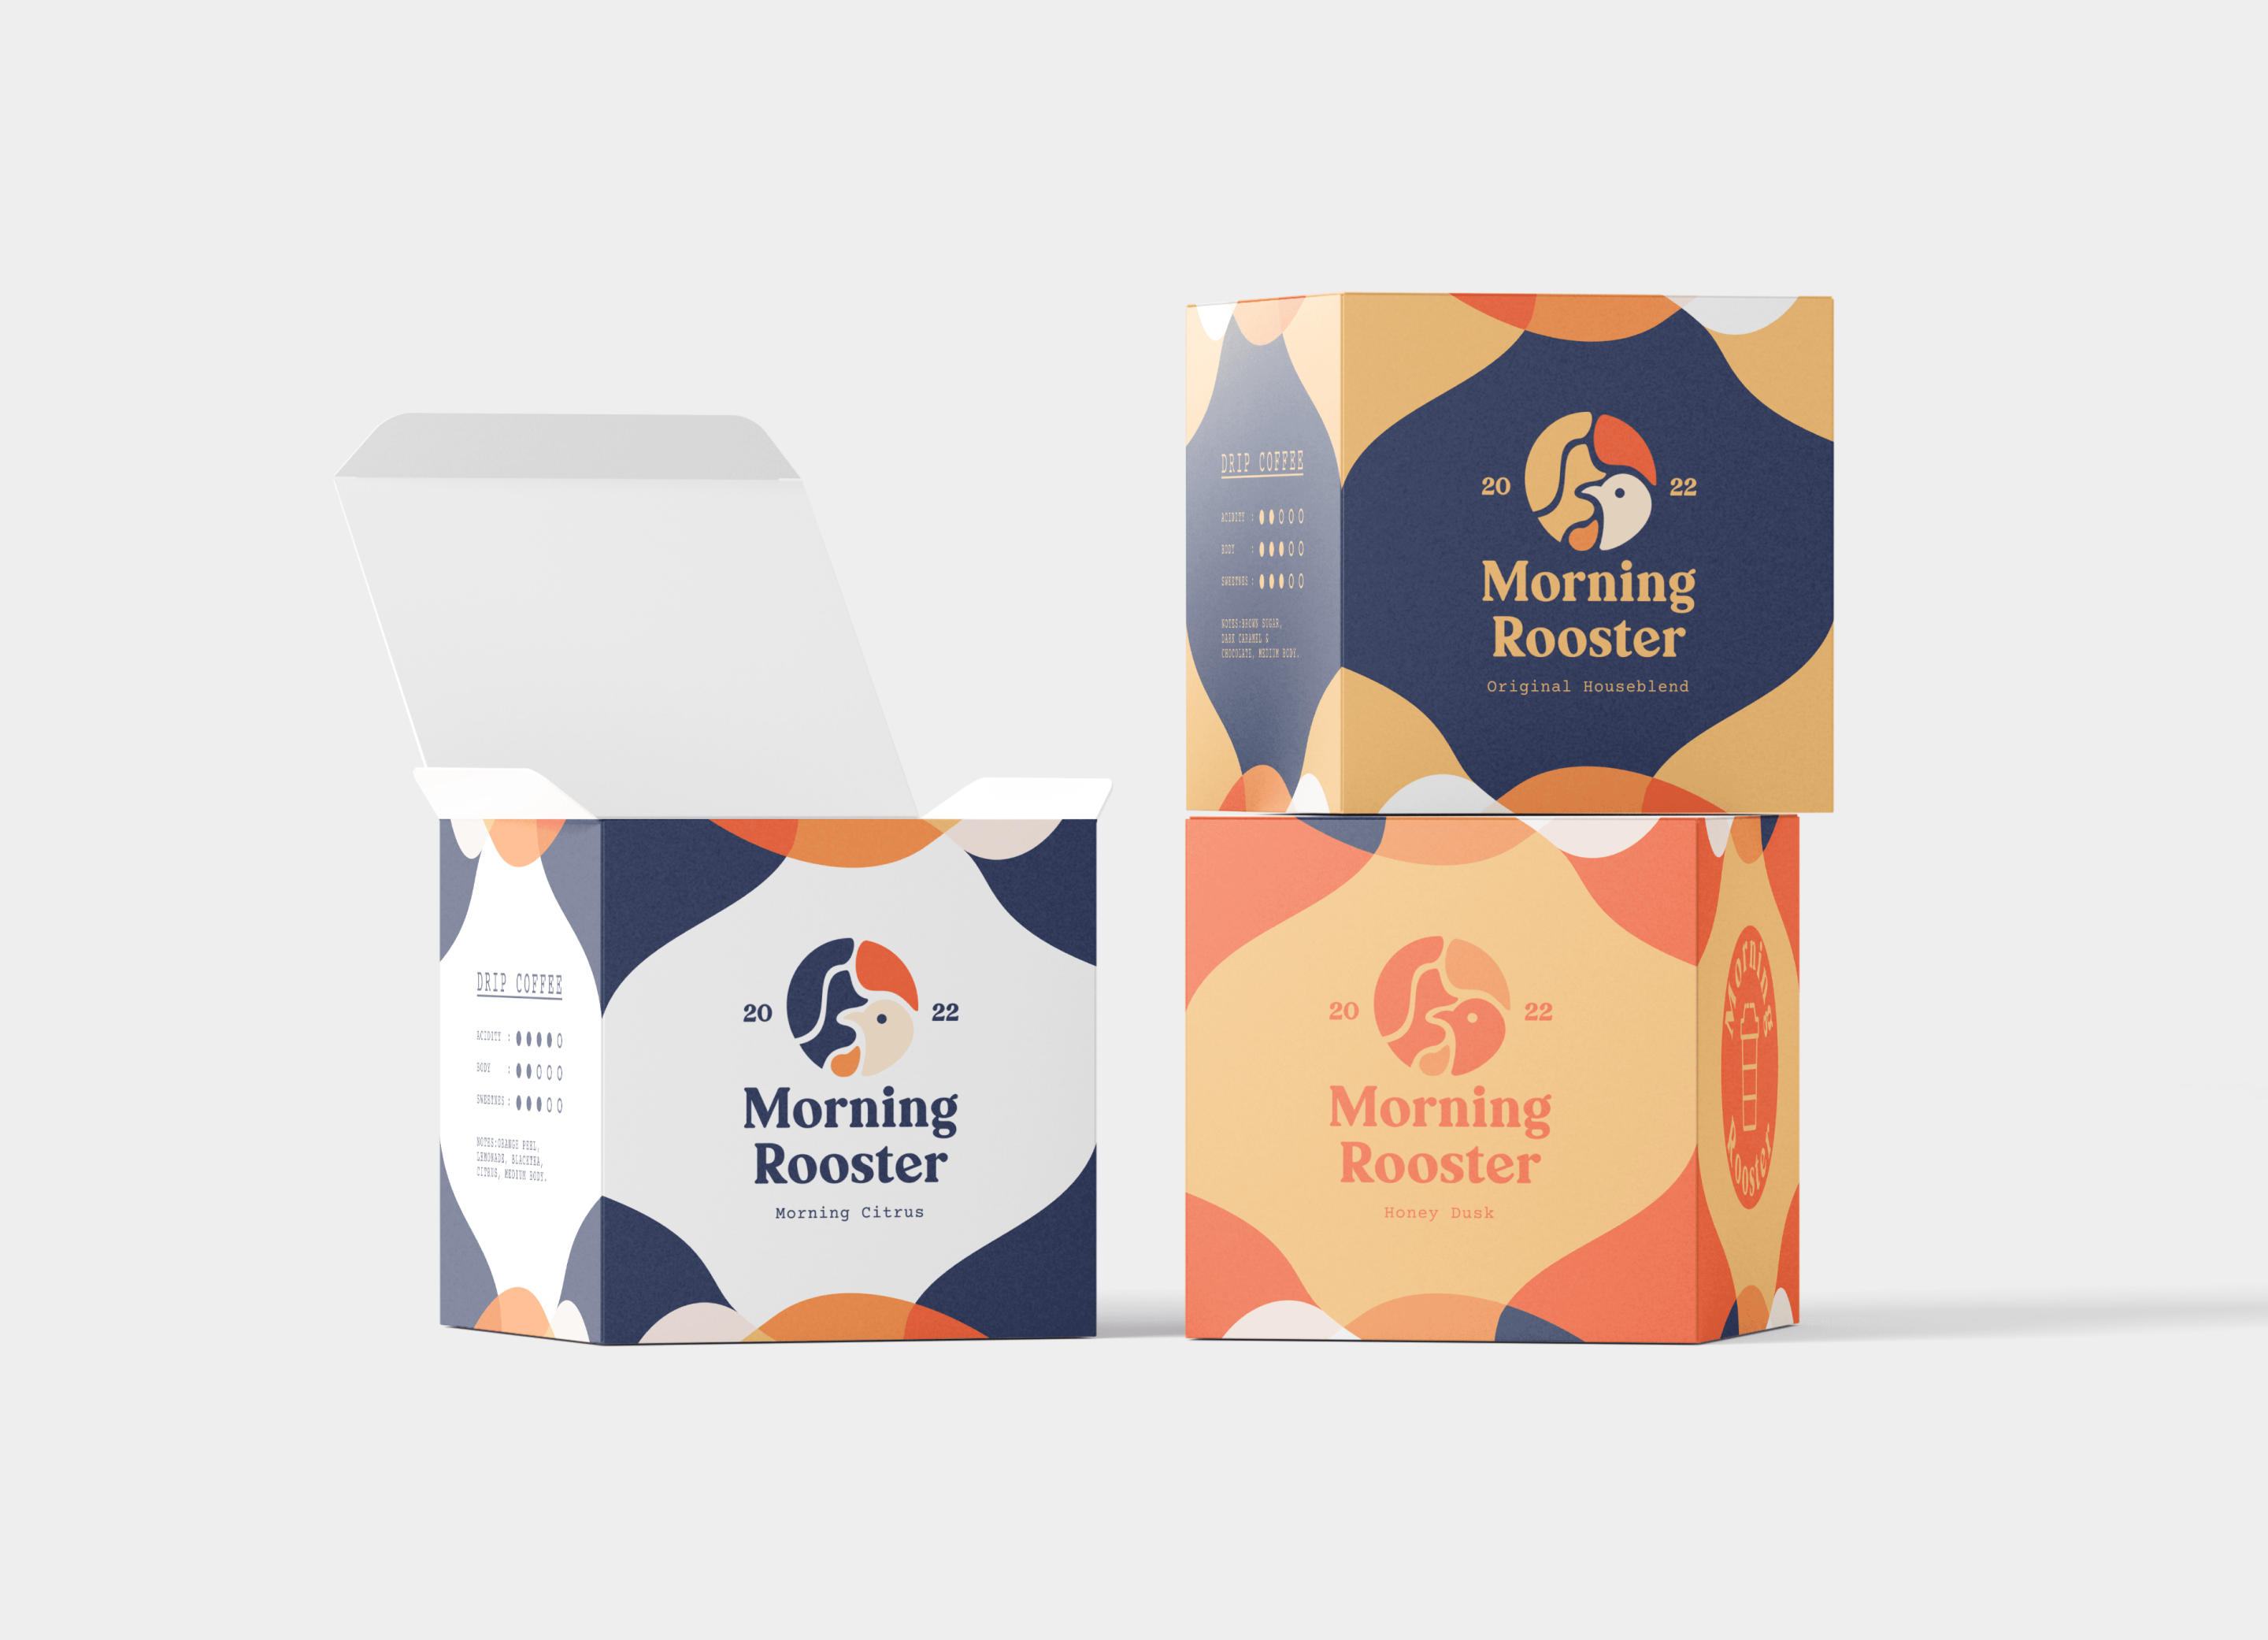 DRIP COFFEE
ACIDITY :
BODY :
SWEETNES :
NOTES:BROWN SUGAR,
DARK CARAMEL &
CHOCOLATE, MEDIUM BODY.
20 22
Morning
Rooster
Original Houseblend
DRIP COFFEE
ACIDITY :
BODY :
SWEETNES :
NOTES:ORANGE PEEL,
LEMONADE, BLACKTEA,
CITRUS, MEDIUM BODY.
20 22
Morning
Rooster
Morning Citrus
20 22
Morning
Rooster
Honey Dusk
Morning
Rooster